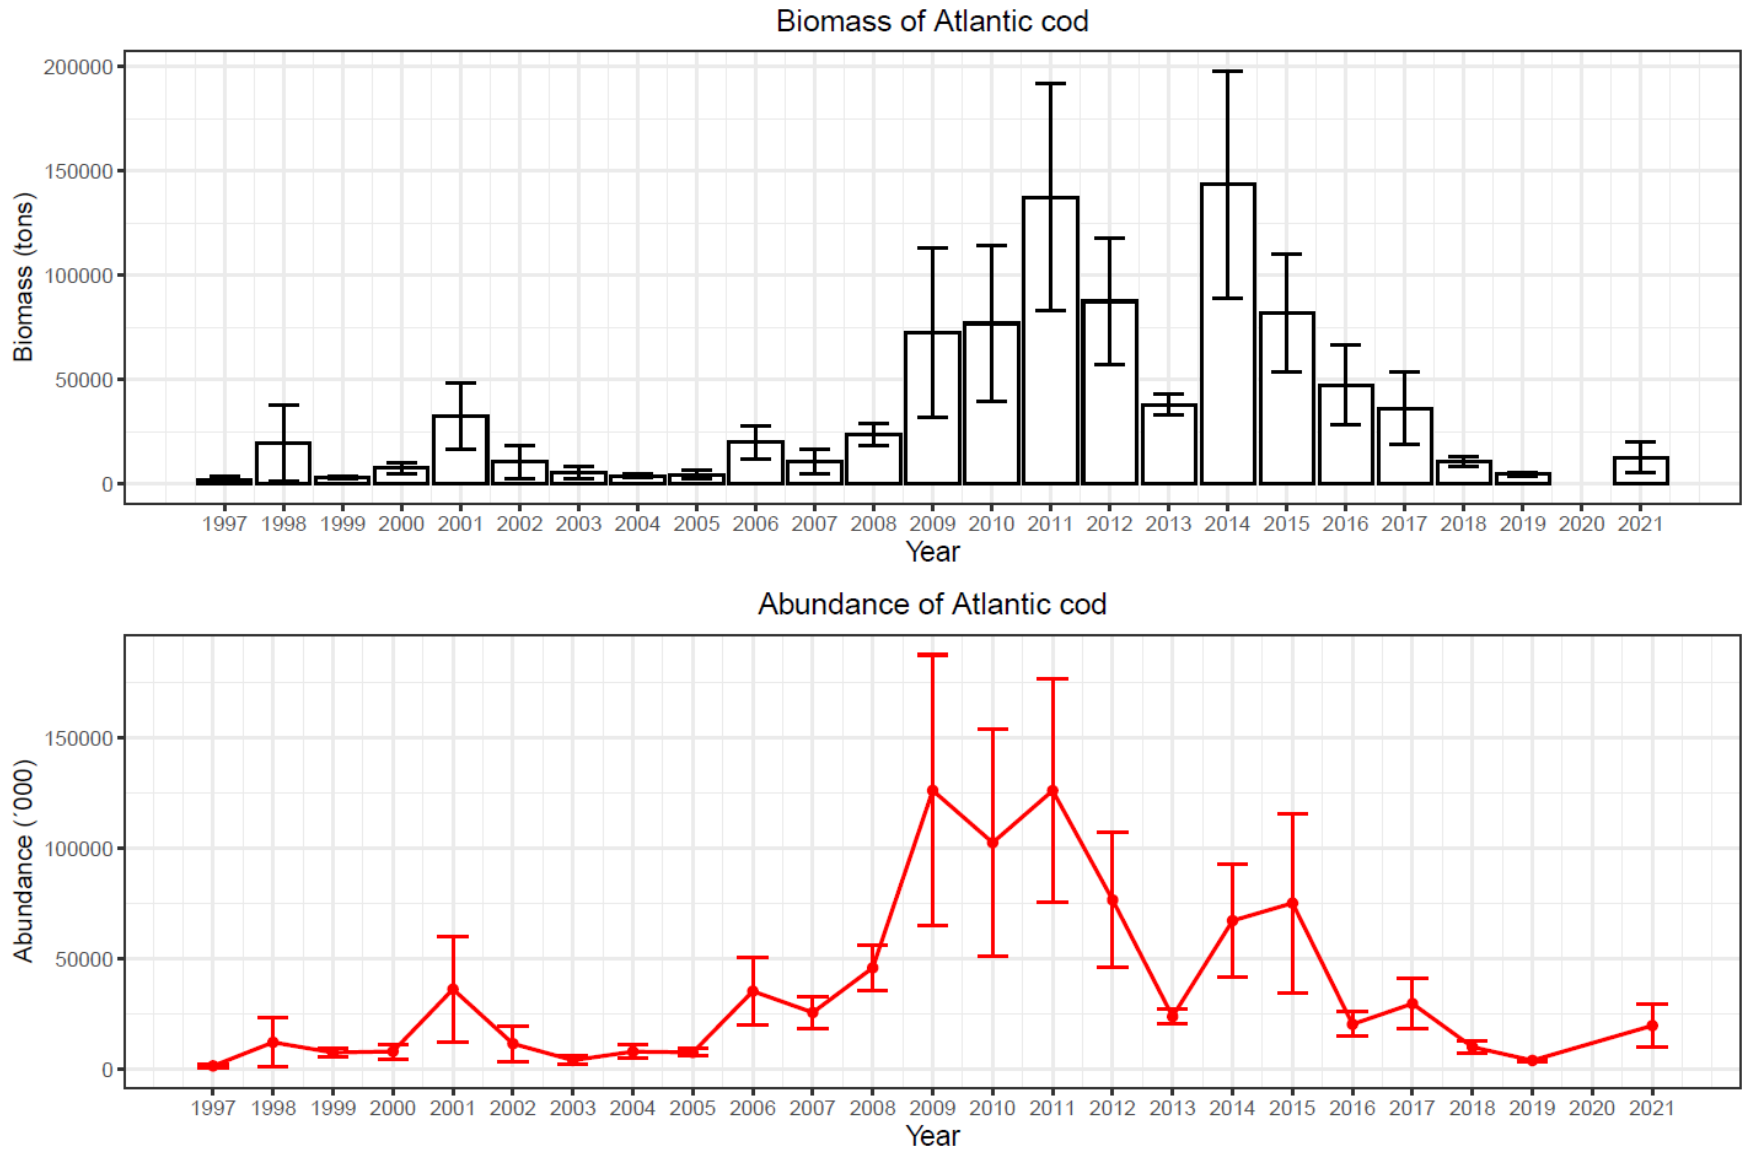 Biomass of Atlantic cod
200000
150000
100000
50000
0
Biomass (tons)
1997 1998 1999 2000 2001 2002 2003 2004 2005 2006 2007 2008 2009 2010 2011 2012 2013 2014 2015 2016 2017 2018 2019 2020 2021
Year
Abundance of Atlantic cod
150000
100000
50000
0
Abundance (´000)
1997 1998 1999 2000 2001 2002 2003 2004 2005 2006 2007 2008 2009 2010 2011 2012 2013 2014 2015 2016 2017 2018 2019 2020 2021
Year